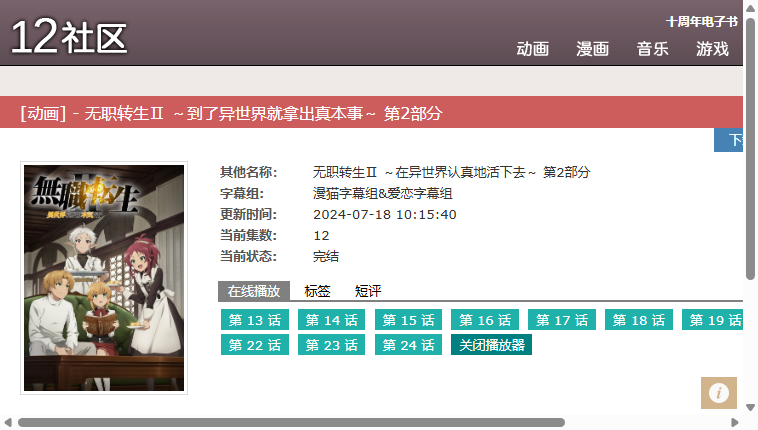 12社区
十周年电子书
动画 漫画 音乐 游戏
[动画] - 无职转生Ⅱ ～到了异世界就拿出真本事～ 第2部分
無職転生
其他名称： 无职转生Ⅱ ～在异世界认真地活下去～ 第2部分
字幕组： 漫猫字幕组&爱恋字幕组
更新时间： 2024-07-18 10:15:40
当前集数： 12
当前状态： 完结
在线播放 标签 短评
第 13 话 第 14 话 第 15 话 第 16 话 第 17 话 第 18 话 第 19 话
第 22 话 第 23 话 第 24 话 关闭播放器